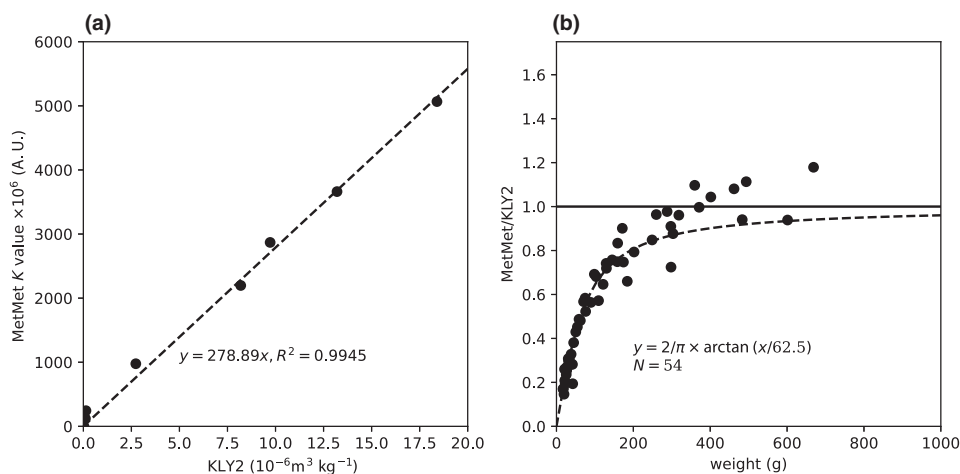 (a)
6000
5000
4000
3000
2000
1000
0
MetMet K value ×10⁶ (A. U.)
y = 278.89x, R² = 0.9945
0.0 2.5 5.0 7.5 10.0 12.5 15.0 17.5 20.0
KLY2 (10⁻⁶m³ kg⁻¹)
(b)
1.6
1.4
1.2
1.0
0.8
0.6
0.4
0.2
0.0
MetMet/KLY2
y = 2/π × arctan (x/62.5)
N = 54
0 200 400 600 800 1000
weight (g)